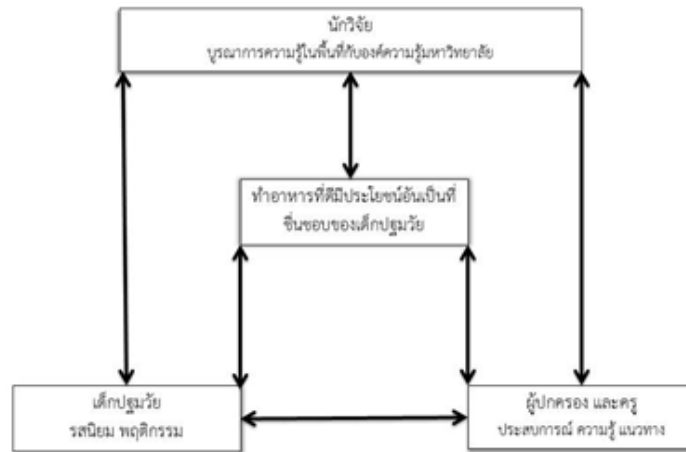 นักวิจัย
บูรณาการความรู้ในพื้นที่กับองค์ความรู้มหาวิทยาลัย
ทำอาหารที่ดีมีประโยชน์อันเป็นที่
ชื่นชอบของเด็กปฐมวัย
เด็กปฐมวัย
รสนิยม พฤติกรรม
ผู้ปกครอง และครู
ประสบการณ์ ความรู้ แนวทาง